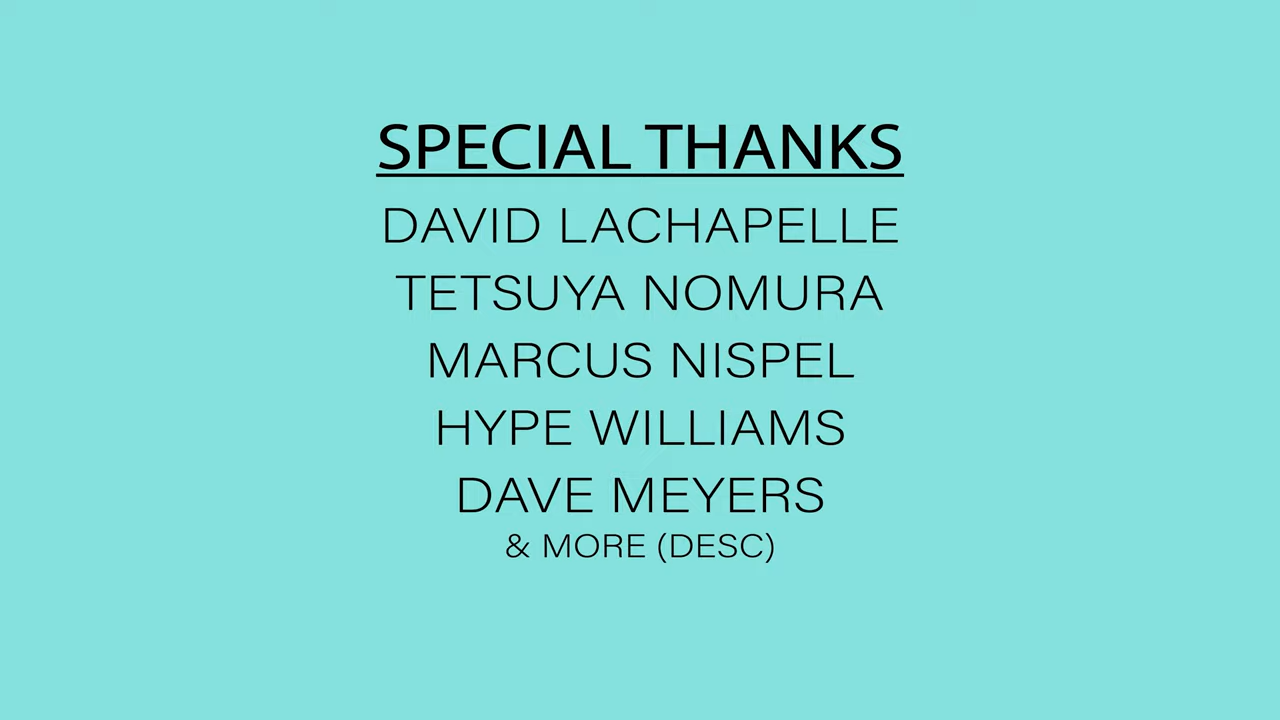 SPECIAL THANKS
DAVID LACHAPELLE
TETSUYA NOMURA
MARCUS NISPEL
HYPE WILLIAMS
DAVE MEYERS
& MORE (DESC)